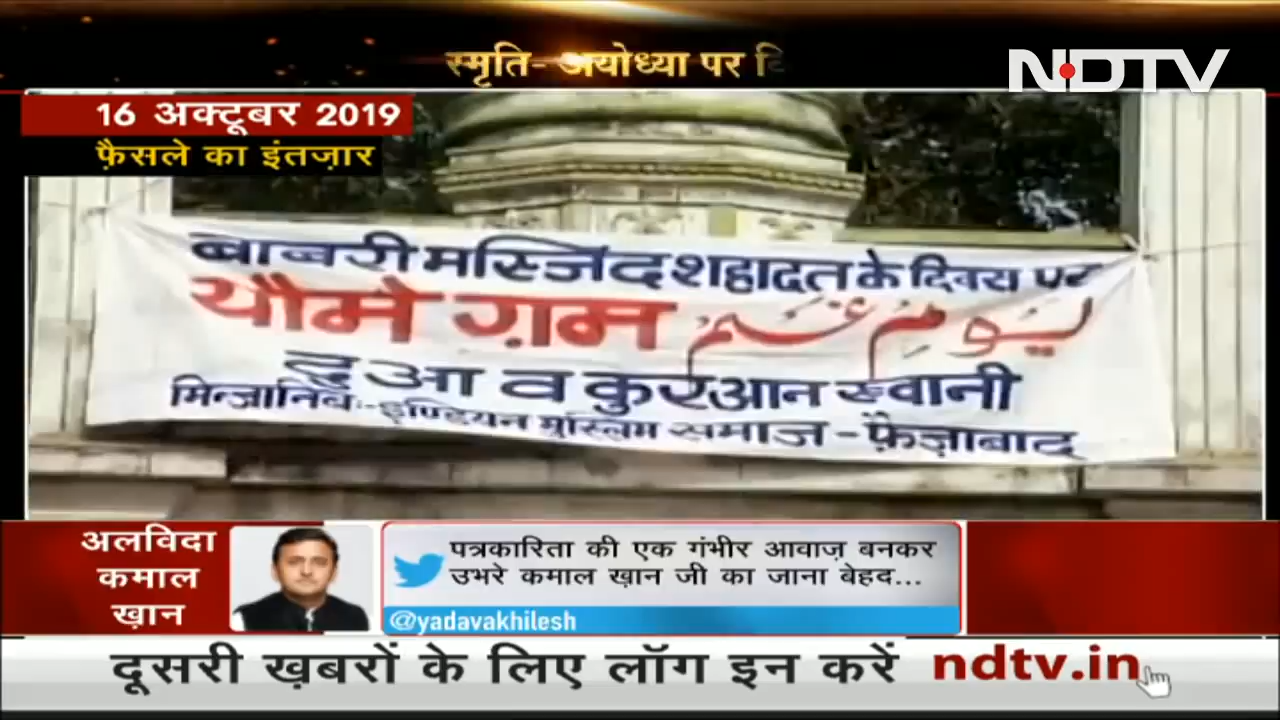 स्मृति- अयोध्या पर
NDTV
16 अक्टूबर 2019
फ़ैसले का इंतज़ार
बाबरी मस्जिद शहादत के दिवस पर
यौमे ग़म یوم غم
दुआ व कुरआन ख्वानी
मिन्जानिब:-इण्डियन मुस्लिम समाज-फ़ैज़ाबाद
अलविदा
कमाल
ख़ान
पत्रकारिता की एक गंभीर आवाज़ बनकर
उभरे कमाल ख़ान जी का जाना बेहद...
@yadavakhilesh
दूसरी ख़बरों के लिए लॉग इन करें ndtv.in